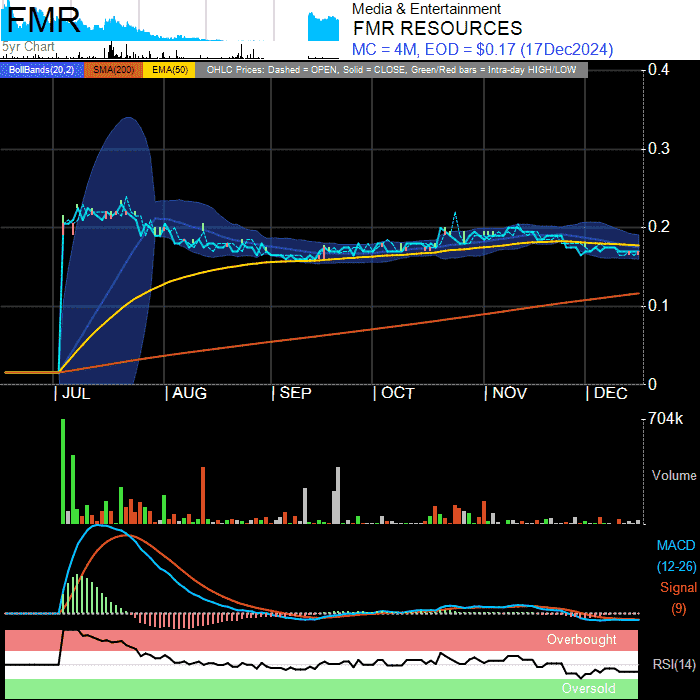 FMR
5yr Chart
Media & Entertainment
FMR RESOURCES
MC = 4M, EOD = $0.17 (17Dec2024)
BollBands(20,2) SMA(200) EMA(50) OHLC Prices: Dashed = OPEN, Solid = CLOSE, Green/Red bars = Intra-day HIGH/LOW
0.4
0.3
0.2
0.1
0
JUL AUG SEP OCT NOV DEC
704k
Volume
MACD
(12-26)
Signal
(9)
Overbought
RSI(14)
Oversold